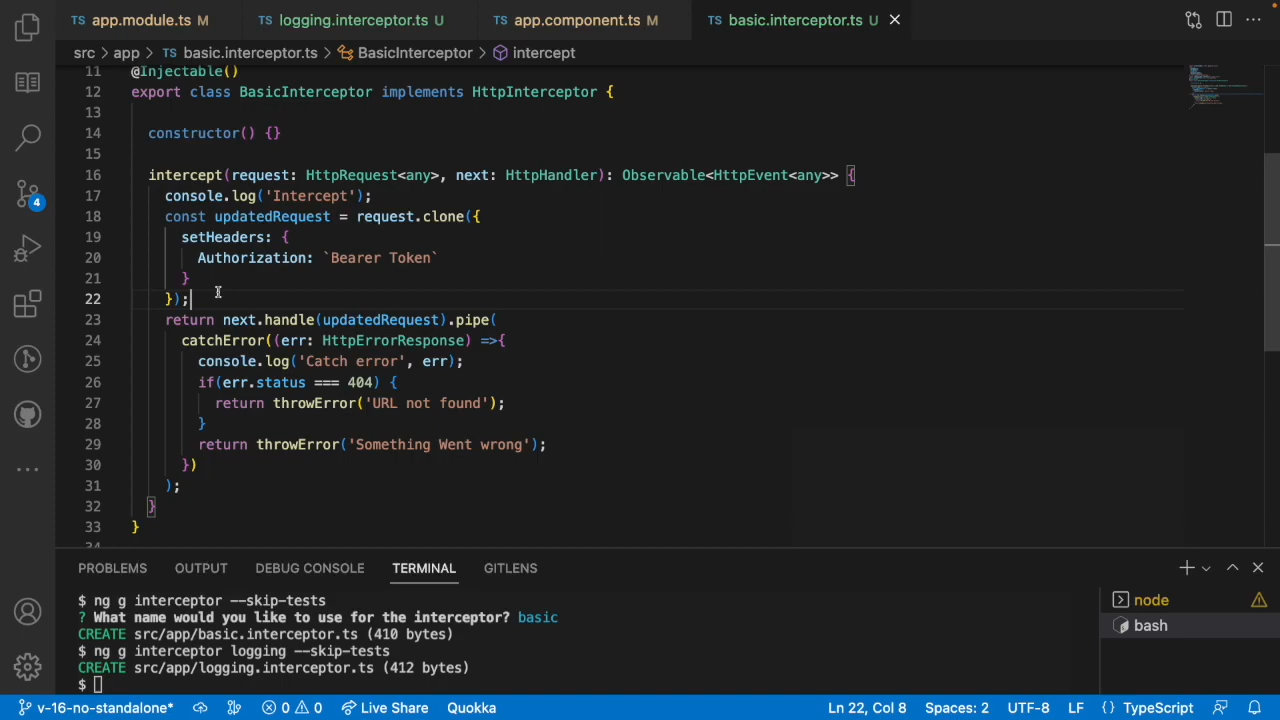 TS app.module.ts M TS logging.interceptor.ts U TS app.component.ts M TS basic.interceptor.ts U
src > app > TS basic.interceptor.ts > BasicInterceptor > intercept
11 @Injectable()
12 export class BasicInterceptor implements HttpInterceptor {
13
14 constructor() {}
15
16 intercept(request: HttpRequest<any>, next: HttpHandler): Observable<HttpEvent<any>> {
17 console.log('Intercept');
18 const updatedRequest = request.clone({
19 setHeaders: {
20 Authorization: `Bearer Token`
21 }
22 });
23 return next.handle(updatedRequest).pipe(
24 catchError((err: HttpErrorResponse) =>{
25 console.log('Catch error', err);
26 if(err.status === 404) {
27 return throwError('URL not found');
28 }
29 return throwError('Something Went wrong');
30 })
31 );
32 }
33 }
34
4
PROBLEMS OUTPUT DEBUG CONSOLE TERMINAL GITLENS
$ ng g interceptor --skip-tests
? What name would you like to use for the interceptor? basic
CREATE src/app/basic.interceptor.ts (410 bytes)
$ ng g interceptor logging --skip-tests
CREATE src/app/logging.interceptor.ts (412 bytes)
$
node
bash
v-16-no-standalone* 0 0 Live Share Quokka Ln 22, Col 8 Spaces: 2 UTF-8 LF {} TypeScript